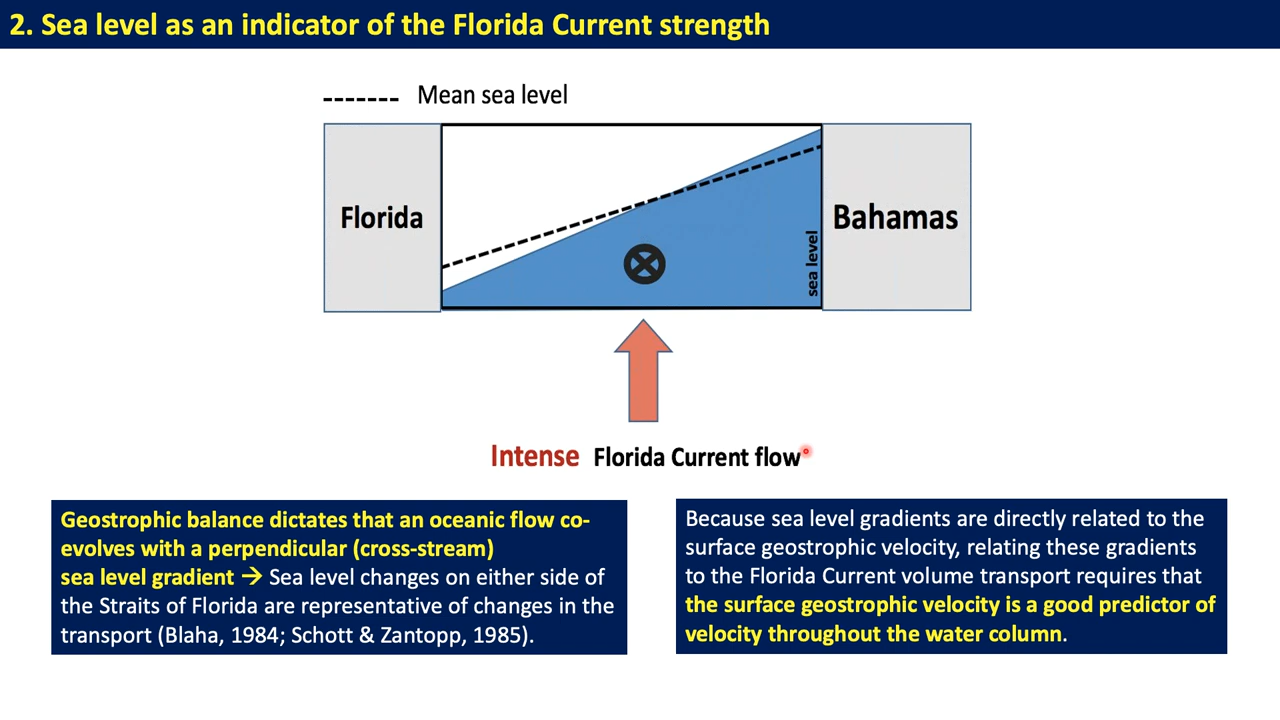 2. Sea level as an indicator of the Florida Current strength
Mean sea level
Florida
Bahamas
sea level
Intense Florida Current flow
Geostrophic balance dictates that an oceanic flow co-
evolves with a perpendicular (cross-stream)
sea level gradient → Sea level changes on either side of
the Straits of Florida are representative of changes in the
transport (Blaha, 1984; Schott & Zantopp, 1985).
Because sea level gradients are directly related to the
surface geostrophic velocity, relating these gradients
to the Florida Current volume transport requires that
the surface geostrophic velocity is a good predictor of
velocity throughout the water column.